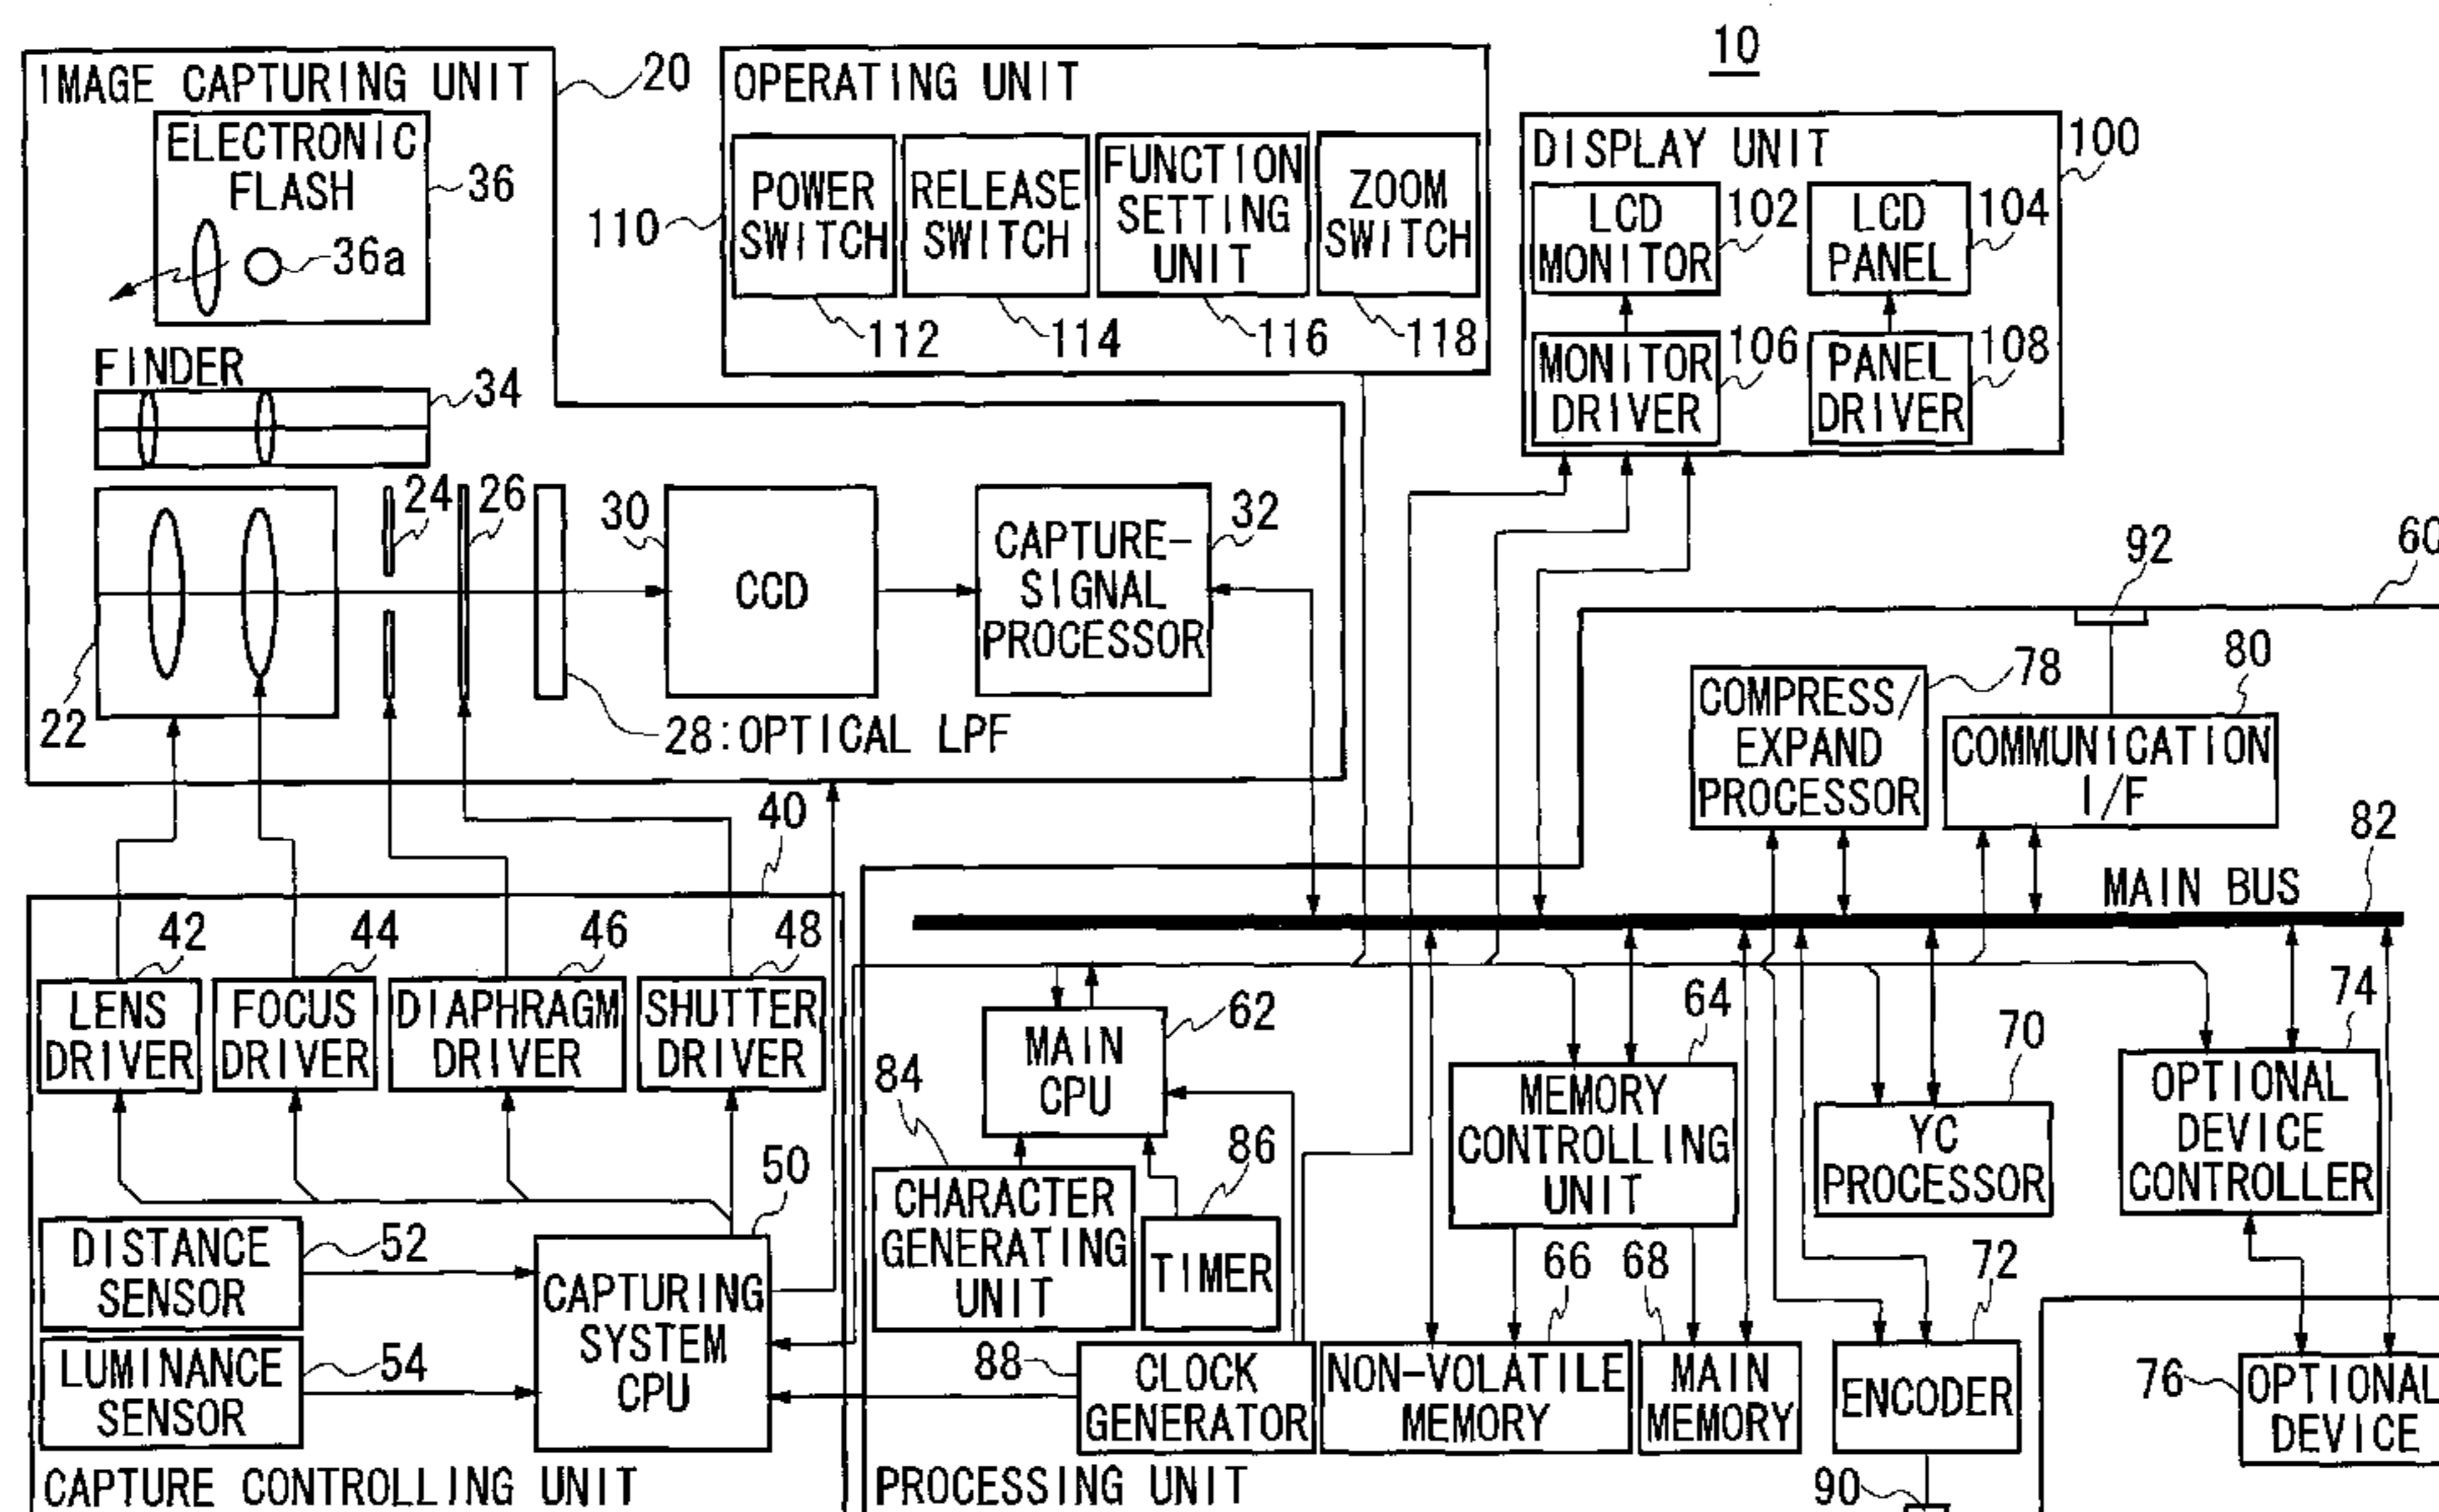 10
IMAGE CAPTURING UNIT
20
ELECTRONIC
FLASH
36
36a
FINDER
34
24
26
30
CCD
CAPTURE-
SIGNAL
PROCESSOR
32
22
28:OPTICAL LPF
OPERATING UNIT
110
POWER
SWITCH
RELEASE
SWITCH
FUNCTION
SETTING
UNIT
ZOOM
SWITCH
112
114
116
118
DISPLAY UNIT
100
LCD
MONITOR
102
LCD
PANEL
104
MONITOR
DRIVER
106
PANEL
DRIVER
108
40
42
44
46
48
LENS
DRIVER
FOCUS
DRIVER
DIAPHRAGM
DRIVER
SHUTTER
DRIVER
50
DISTANCE
SENSOR
52
LUMINANCE
SENSOR
54
CAPTURING
SYSTEM
CPU
CAPTURE CONTROLLING UNIT
60
92
COMPRESS/
EXPAND
PROCESSOR
78
80
COMMUNICATION
I/F
82
MAIN BUS
MAIN
CPU
62
84
CHARACTER
GENERATING
UNIT
86
TIMER
64
MEMORY
CONTROLLING
UNIT
70
YC
PROCESSOR
74
OPTIONAL
DEVICE
CONTROLLER
88
CLOCK
GENERATOR
66
NON-VOLATILE
MEMORY
68
MAIN
MEMORY
72
ENCODER
76
OPTIONAL
DEVICE
90
PROCESSING UNIT